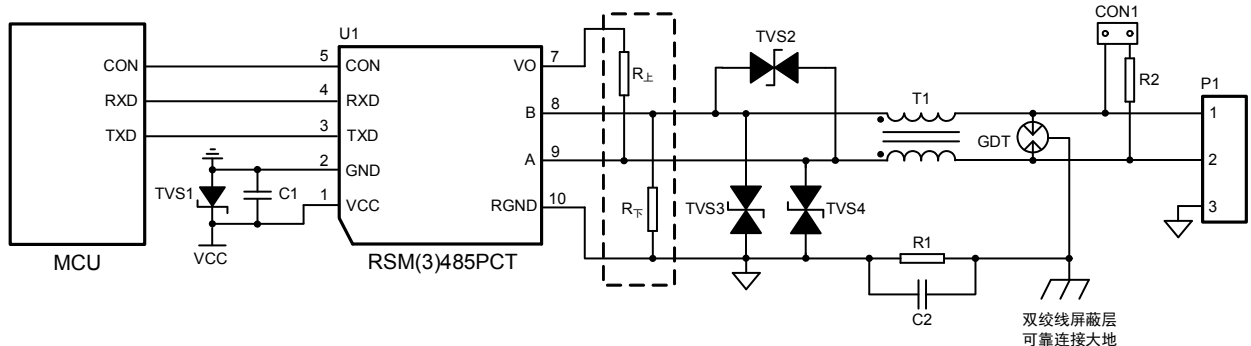 CON1
U1
TVS2
CON
5
CON
VO
7
R上
R2
RXD
4
RXD
B
8
T1
P1
1
TXD
3
TXD
A
9
GDT
2
2
GND
TVS1
C1
1
VCC
RGND
10
R下
TVS3
TVS4
3
R1
VCC
MCU
RSM(3)485PCT
C2
双绞线屏蔽层
可靠连接大地